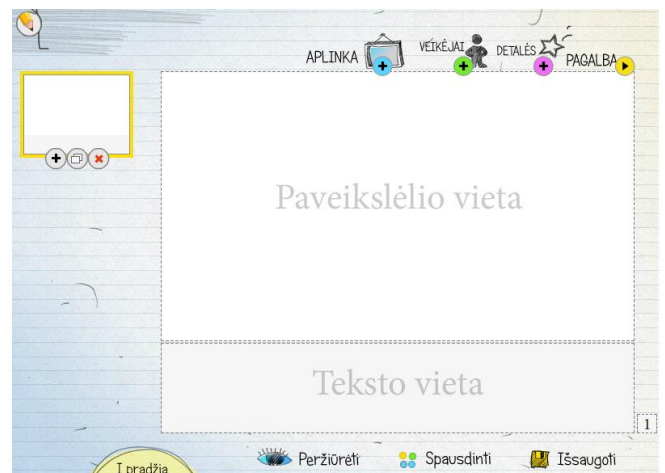 APLINKA VEIKĖJAI DETALĖS PAGALBA
Paveikslėlio vieta
Teksto vieta
1
Į pradžią
Peržiūrėti Spausdinti Išsaugoti